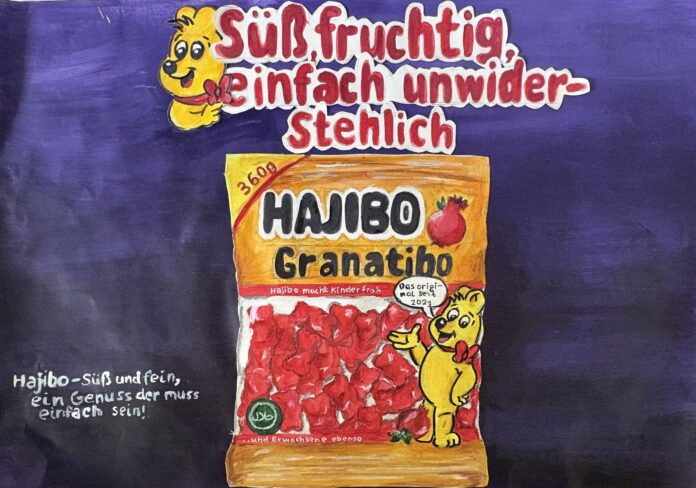 Süß, fruchtig,
einfach unwider-
stehlich
360g
HAJIBO
Granatibo
Hajibo macht Kinder froh
Das origi-
nal seit
2023
Hajibo - Süß und fein,
ein Genuss der muss
einfach sein!
حلال
...und Erwachsene ebenso